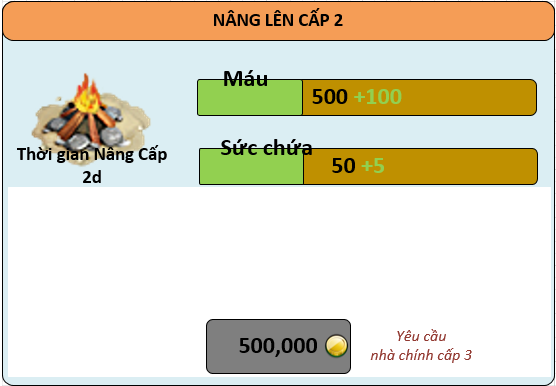 NÂNG LÊN CẤP 2
Máu
500 +100
Thời gian Nâng Cấp
2d
Sức chứa
50 +5
500,000
Yêu cầu
nhà chính cấp 3